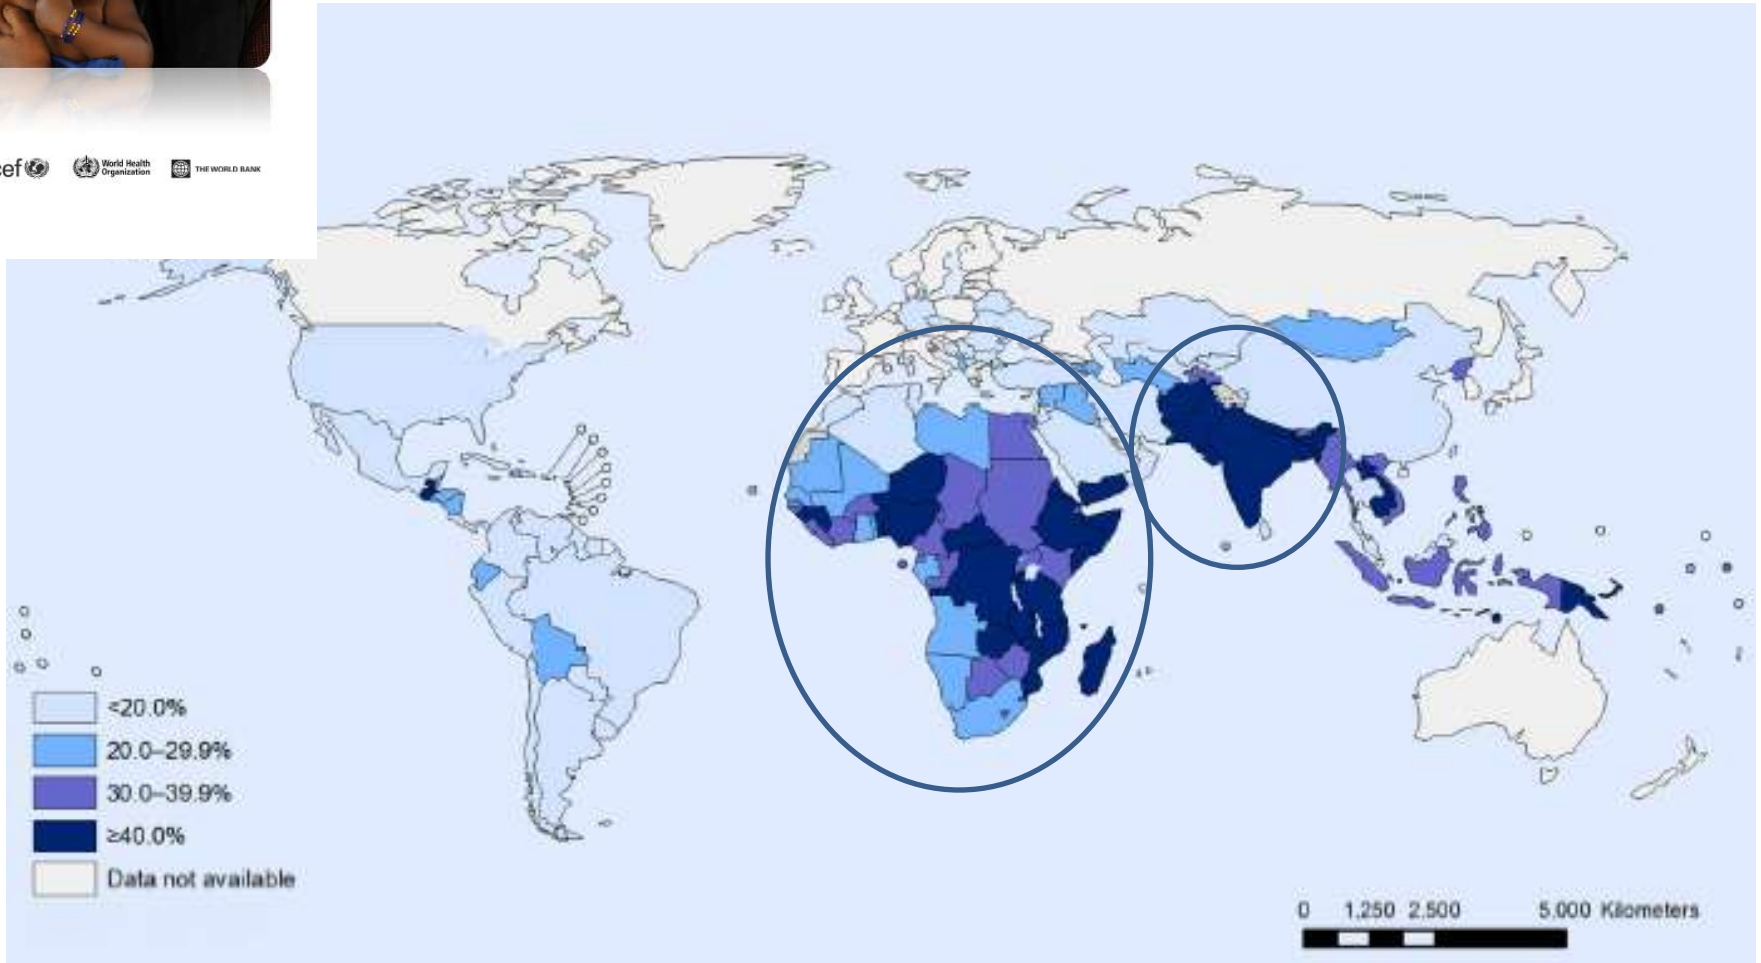 World Health
Organization
THE WORLD BANK
<20.0%
20.0–29.9%
30.0–39.9%
≥40.0%
Data not available
0 1,250 2,500 5,000 Kilometers